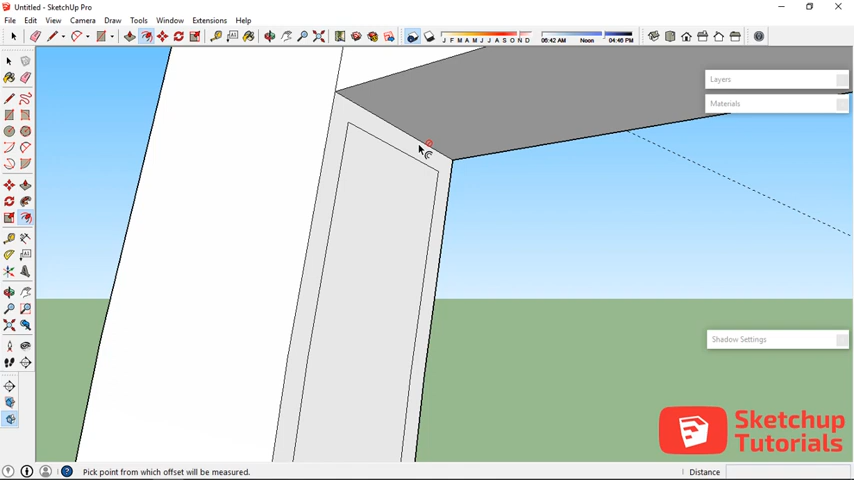 Untitled - SketchUp Pro
File Edit View Camera Draw Tools Window Extensions Help
J F M A M J J A S O N D 06:42 AM Noon 04:46 PM
Layers
Materials
Shadow Settings
Sketchup
Tutorials
Pick point from which offset will be measured. Distance